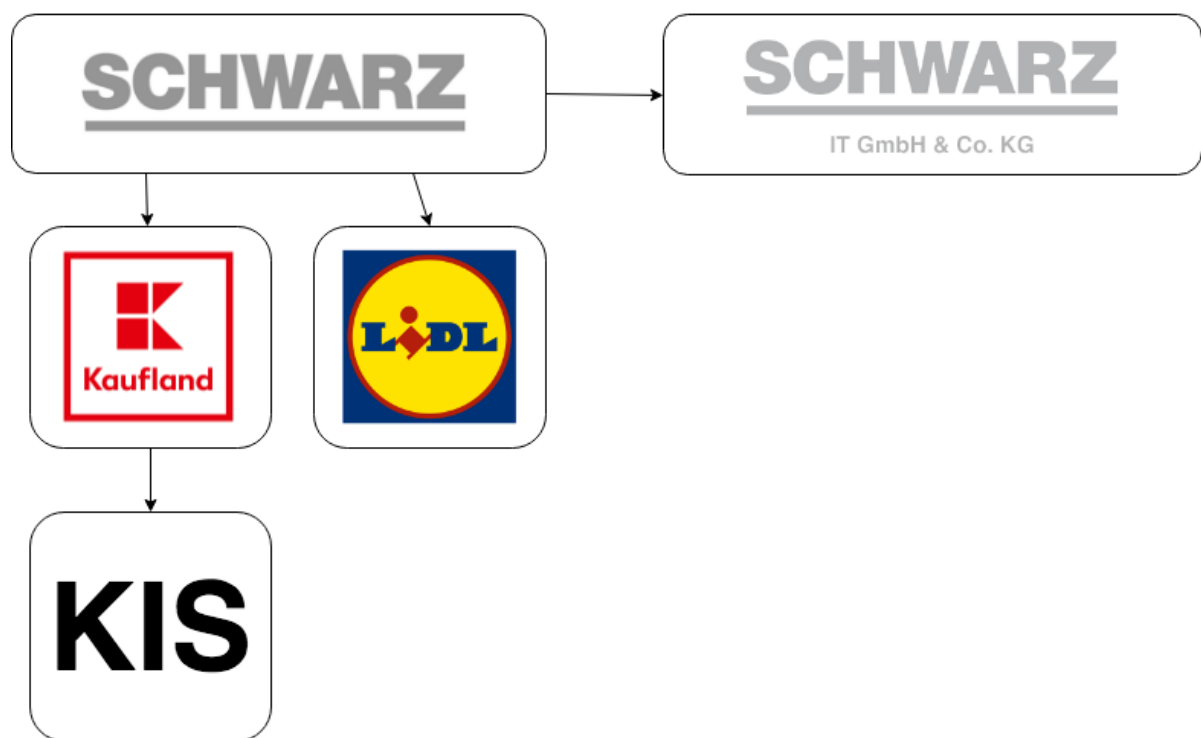 SCHWARZ
SCHWARZ
IT GmbH & Co. KG
Kaufland
LIDL
KIS